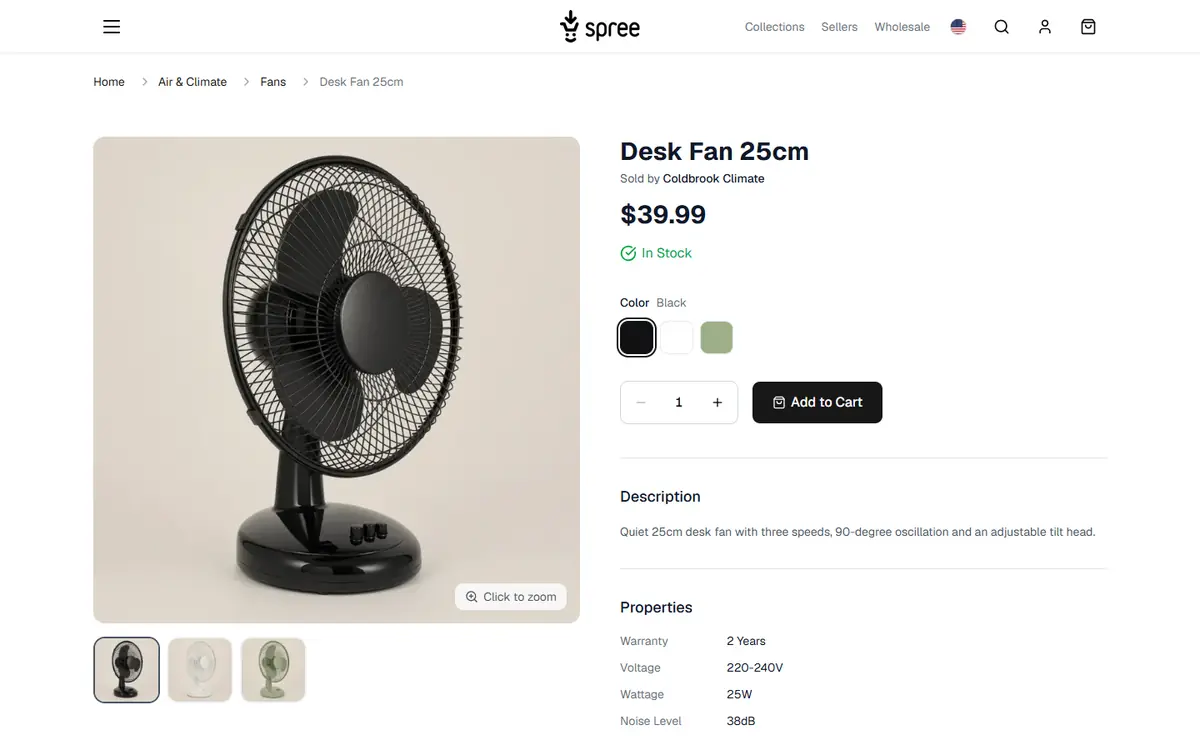 spree
Collections Sellers Wholesale
Home > Air & Climate > Fans > Desk Fan 25cm
Desk Fan 25cm
Sold by Coldbrook Climate
$39.99
In Stock
Color Black
1 +
Add to Cart
Description
Quiet 25cm desk fan with three speeds, 90-degree oscillation and an adjustable tilt head.
Click to zoom
Properties
Warranty 2 Years
Voltage 220-240V
Wattage 25W
Noise Level 38dB